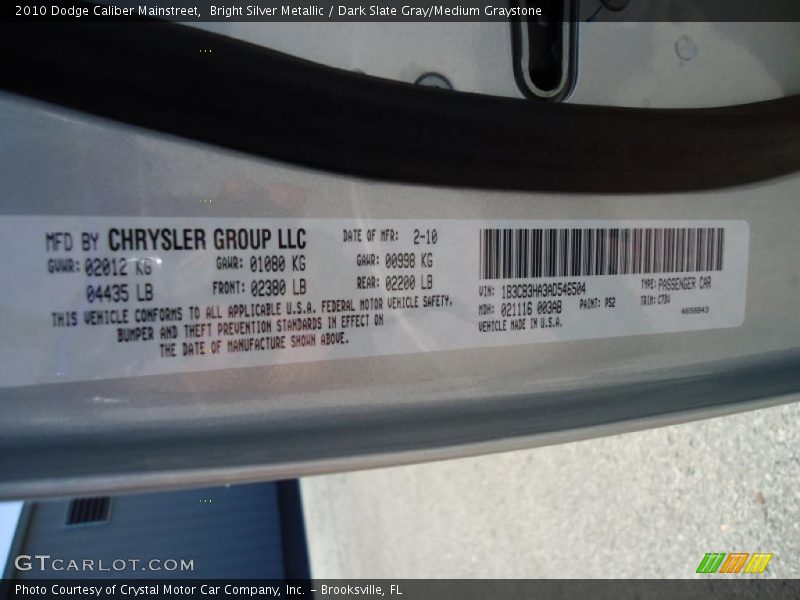 2010 Dodge Caliber Mainstreet,  Bright Silver Metallic / Dark Slate Gray/Medium Graystone
MFD BY CHRYSLER GROUP LLC
DATE OF MFR: 2-10
GVWR: 02012 KG
GAWR: 01080 KG
GAWR: 00998 KG
04435 LB
FRONT: 02380 LB
REAR: 02200 LB
THIS VEHICLE CONFORMS TO ALL APPLICABLE U.S.A. FEDERAL MOTOR VEHICLE SAFETY,
BUMPER AND THEFT PREVENTION STANDARDS IN EFFECT ON
THE DATE OF MANUFACTURE SHOWN ABOVE.
VIN: 1B3CB3HA3AD546504
TYPE: PASSENGER CAR
MDH: 021116 003AB
PAINT: PS2
TRIM: C7DV
VEHICLE MADE IN U.S.A.
GTCARLOT.COM
Photo Courtesy of Crystal Motor Car Company, Inc. – Brooksville, FL